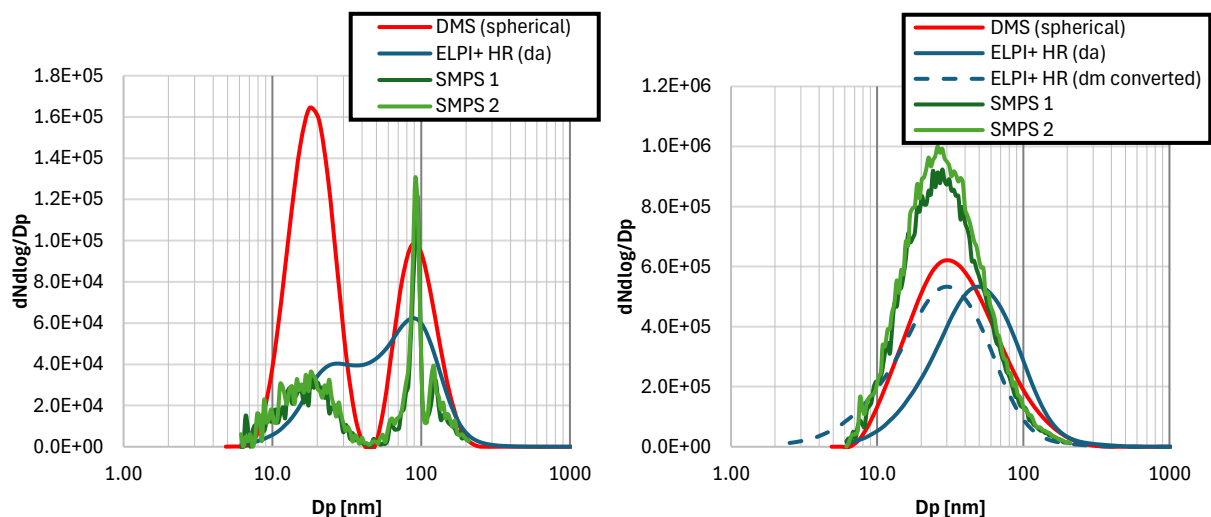 DMS (spherical)
ELPI+ HR (da)
SMPS 1
SMPS 2
1.8E+05
1.6E+05
1.4E+05
1.2E+05
1.0E+05
8.0E+04
6.0E+04
4.0E+04
2.0E+04
0.0E+00
dNdlog/Dp
1.00
10.0
100
1000
Dp [nm]
DMS (spherical)
ELPI+ HR (da)
ELPI+ HR (dm converted)
SMPS 1
SMPS 2
1.2E+06
1.0E+06
8.0E+05
6.0E+05
4.0E+05
2.0E+05
0.0E+00
dNdlog/Dp
1.00
10.0
100
1000
Dp [nm]